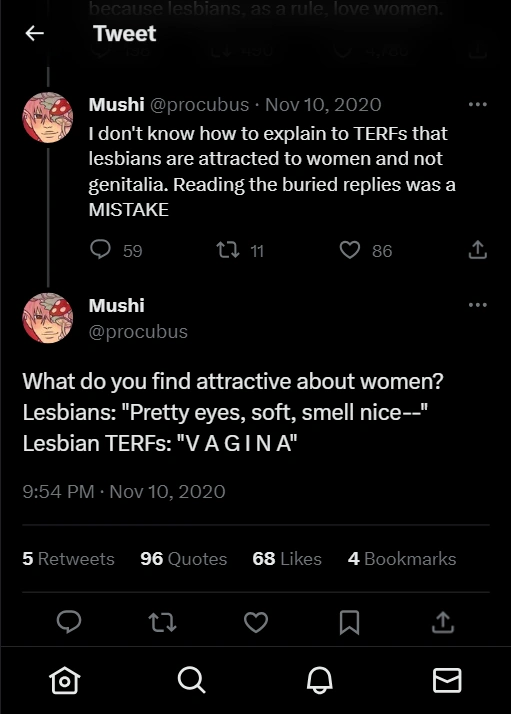 because lesbians, as a rule, love women.
Tweet
Mushi @procubus · Nov 10, 2020
I don't know how to explain to TERFs that
lesbians are attracted to women and not
genitalia. Reading the buried replies was a
MISTAKE
59 11 86
Mushi
@procubus
What do you find attractive about women?
Lesbians: "Pretty eyes, soft, smell nice--"
Lesbian TERFs: "V A G I N A"
9:54 PM · Nov 10, 2020
5 Retweets 96 Quotes 68 Likes 4 Bookmarks